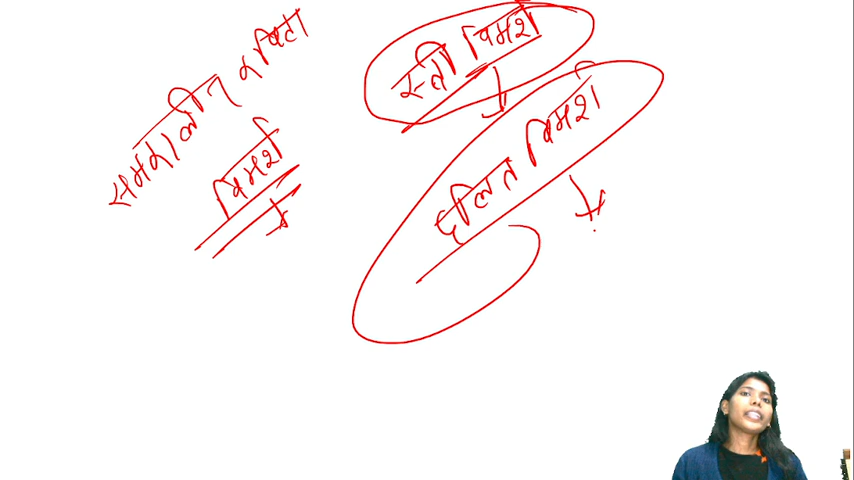 समकालीन कविता
विमर्श
स्त्री विमर्श
दलित विमर्श